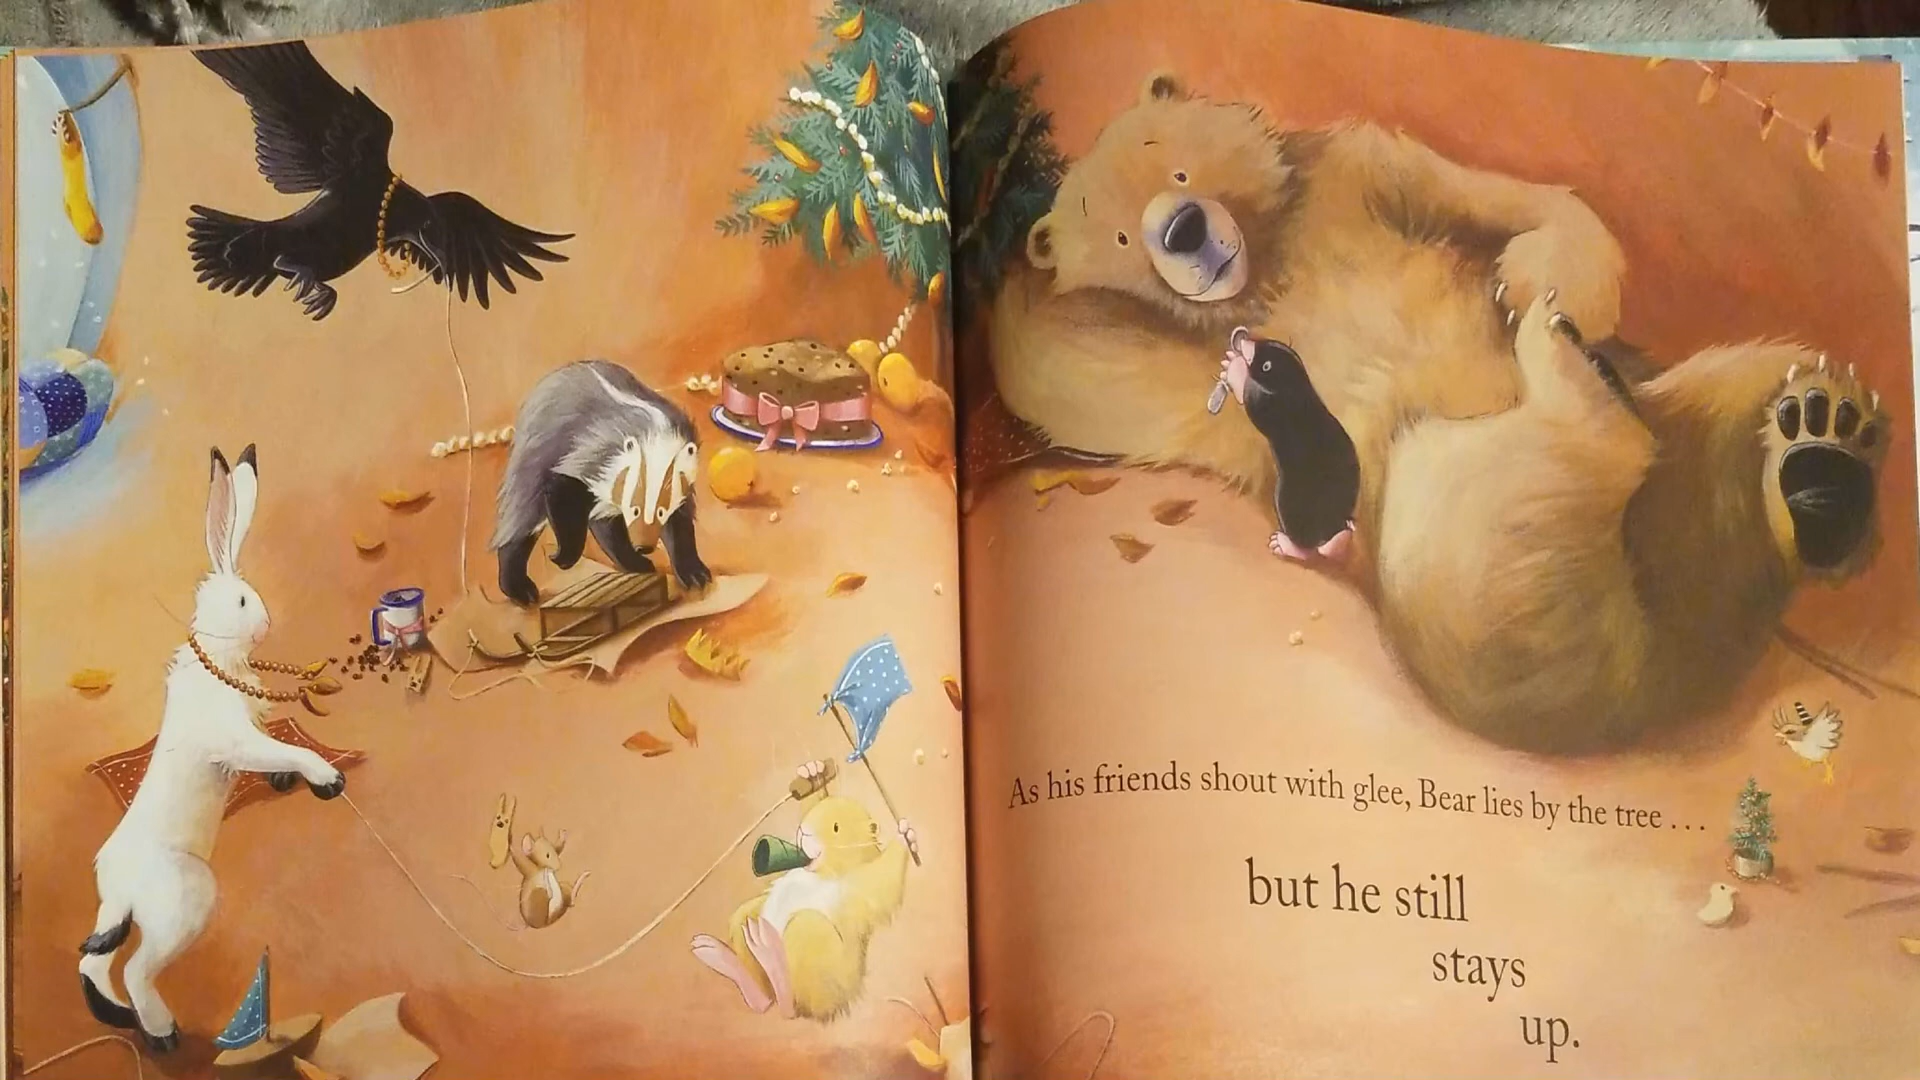 As his friends shout with glee, Bear lies by the tree . . .
but he still
stays
up.